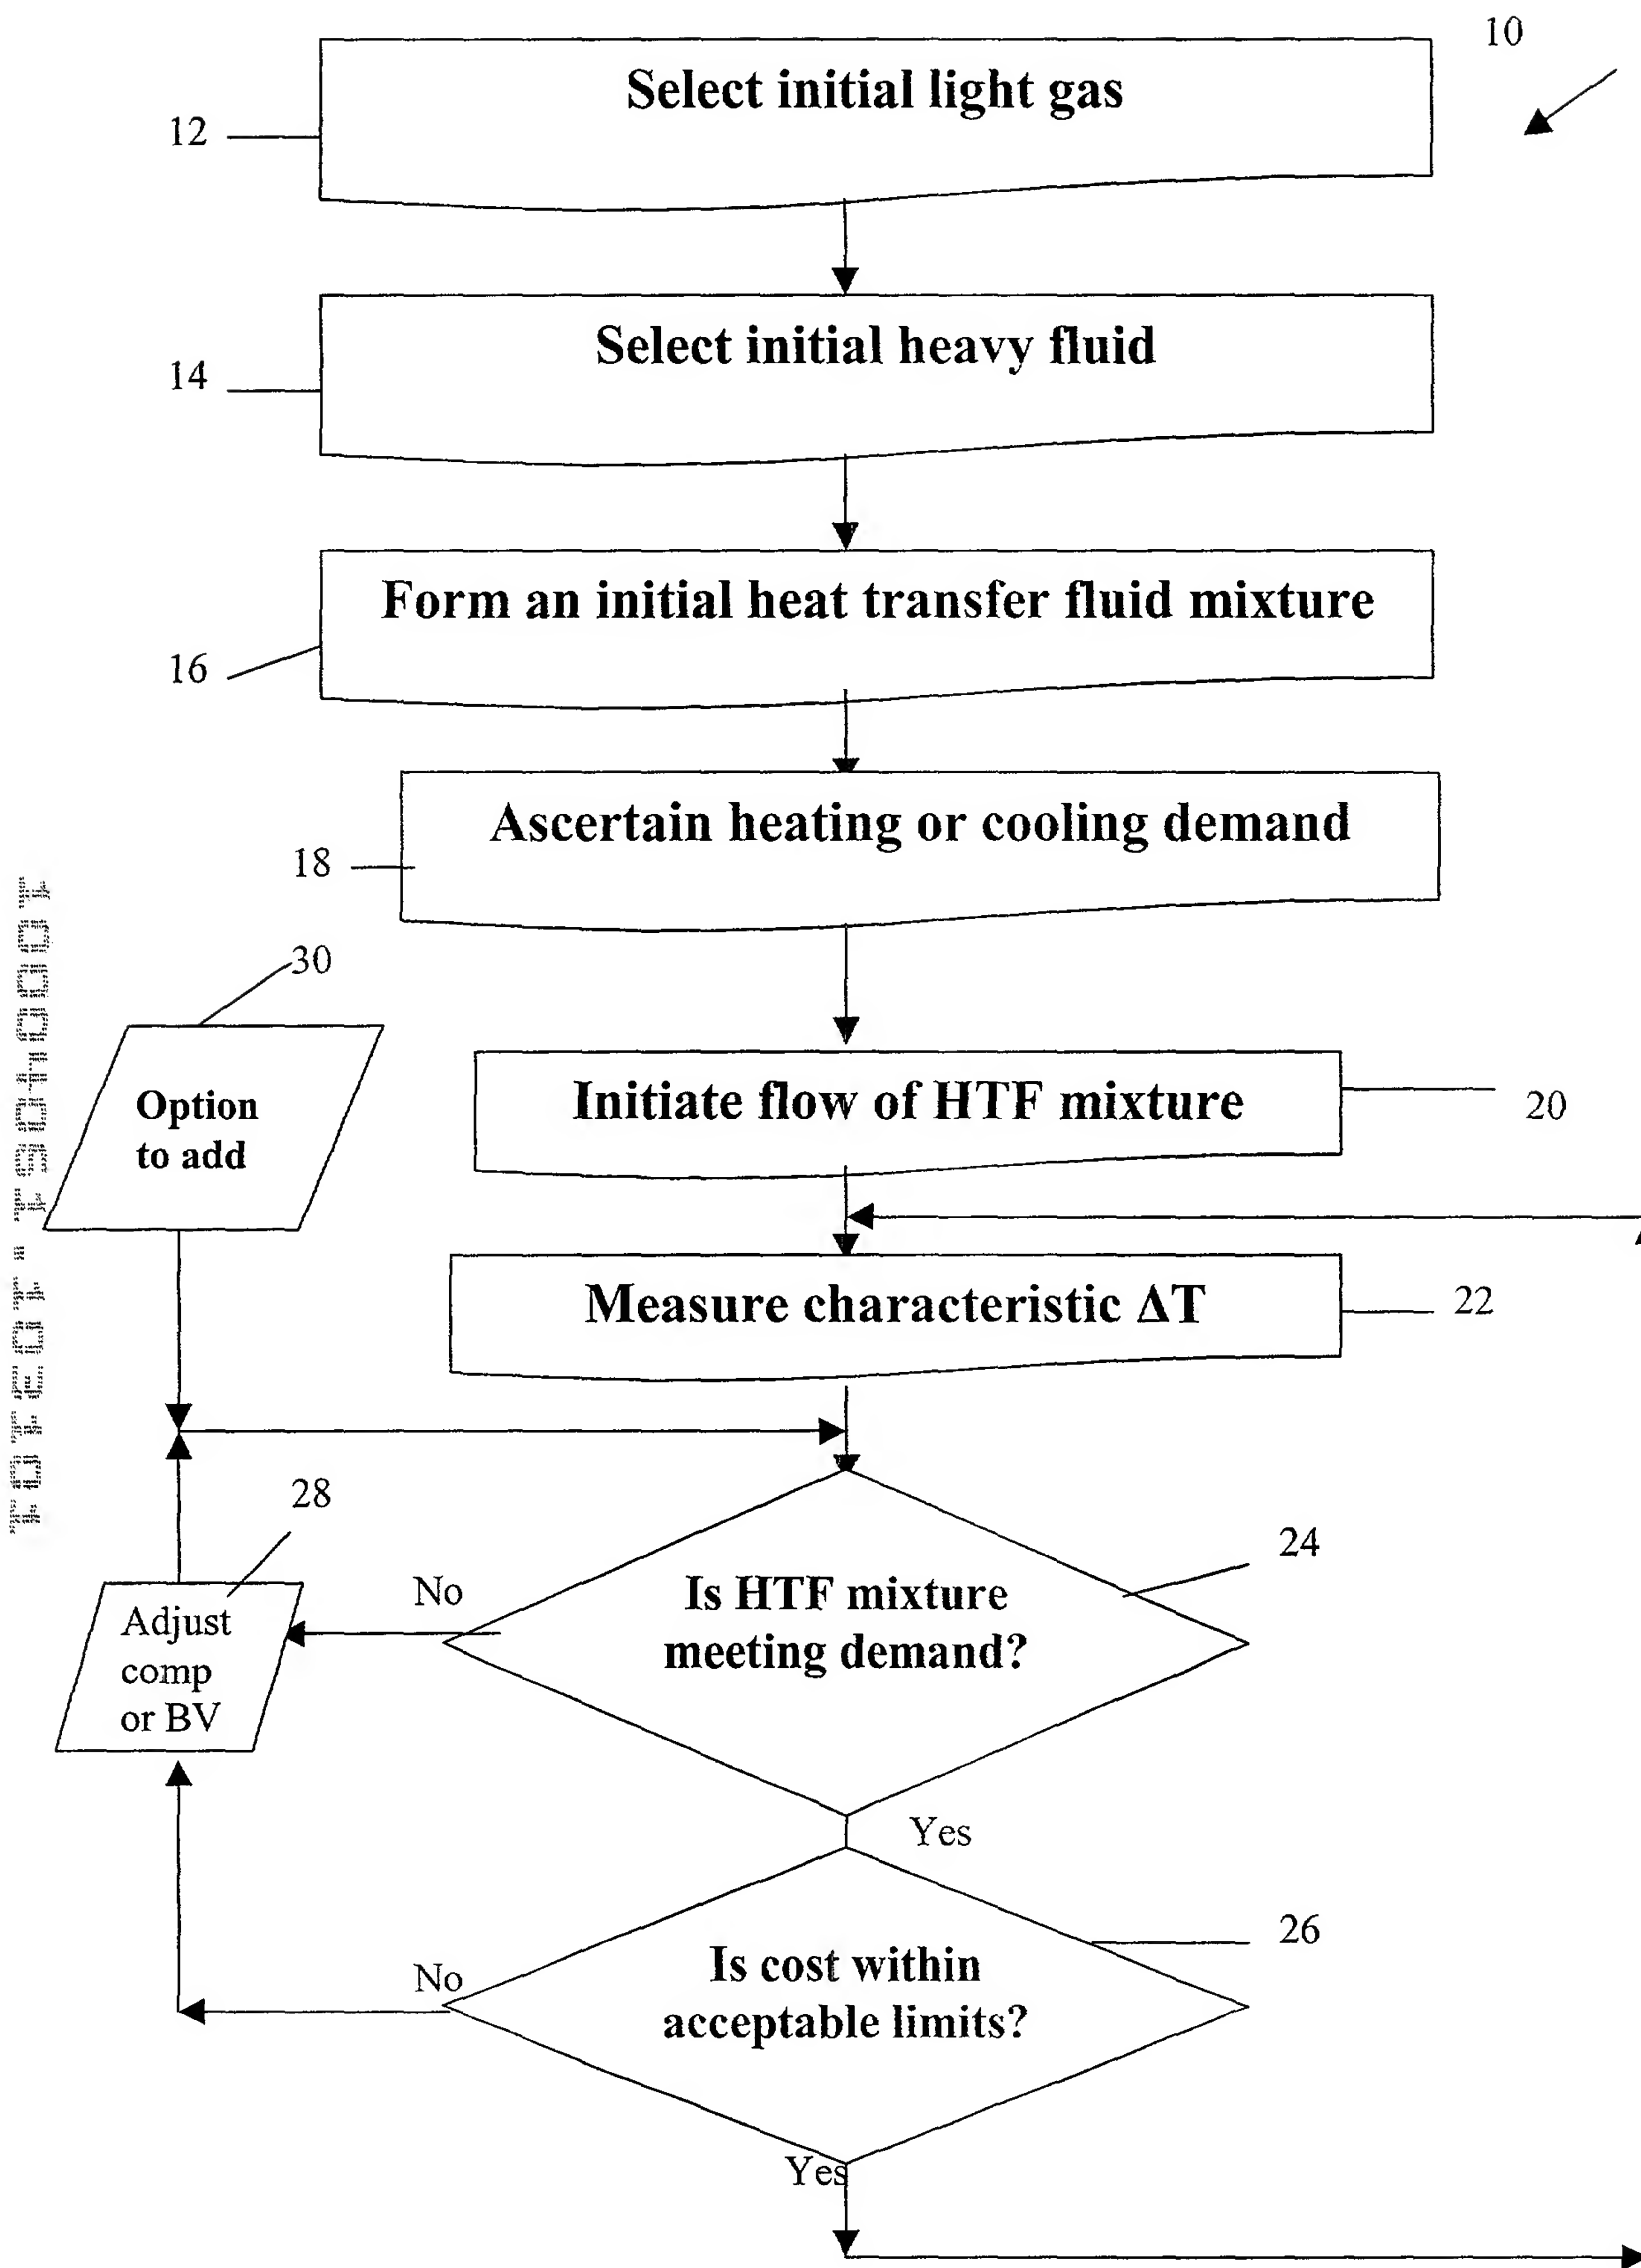 10
Select initial light gas
12
Select initial heavy fluid
14
Form an initial heat transfer fluid mixture
16
Ascertain heating or cooling demand
18
30
Option
to add
Initiate flow of HTF mixture
20
Measure characteristic ΔT
22
28
24
No
Is HTF mixture
meeting demand?
Adjust
comp
or BV
Yes
26
No
Is cost within
acceptable limits?
Yes